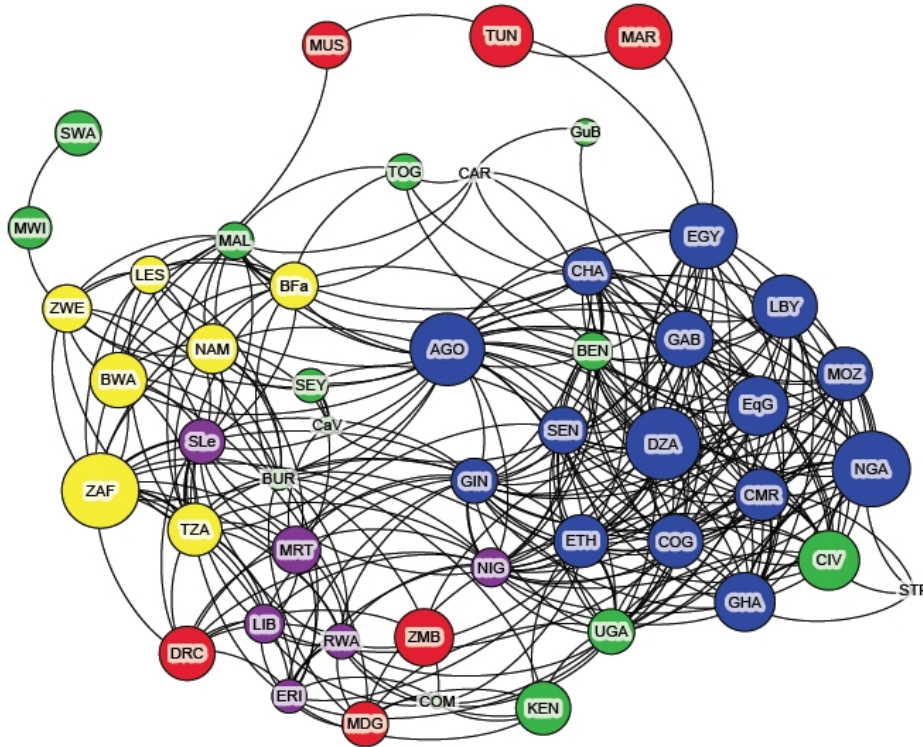 MUS
TUN
MAR
SWA
GuB
TOG
CAR
MWI
MAL
EGY
LES
BFa
CHA
ZWE
LBY
NAM
AGO
GAB
BEN
BWA
SEY
MOZ
EqG
CaV
SEN
DZA
SLe
NGA
ZAF
BUR
GIN
CMR
TZA
MRT
ETH
COG
NIG
CIV
STP
GHA
LIB
RWA
ZMB
UGA
DRC
ERI
COM
KEN
MDG